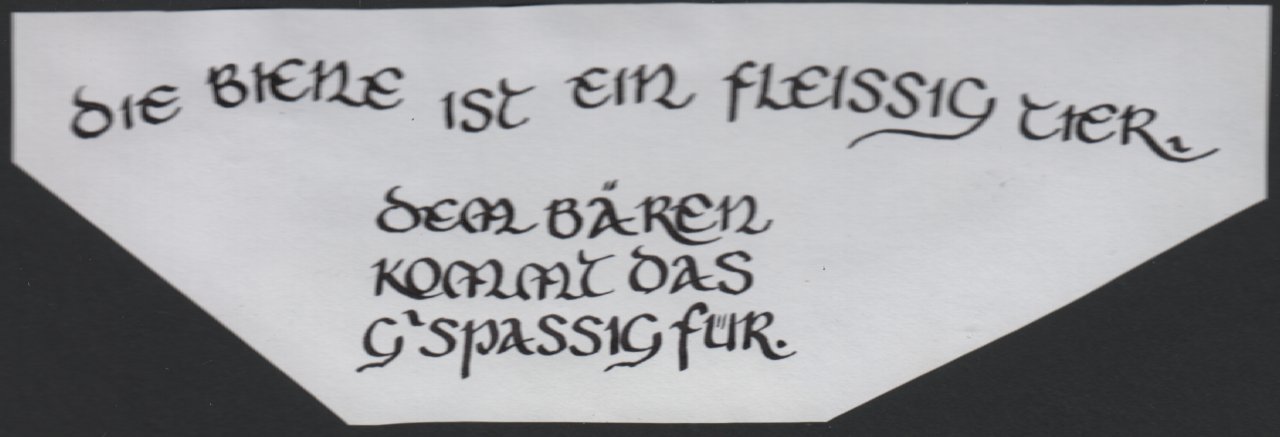 DIE BIENE IST EIN FLEISSIG TIER.
DEM BÄREN
KOMMT DAS
G'SPASSIG FÜR.